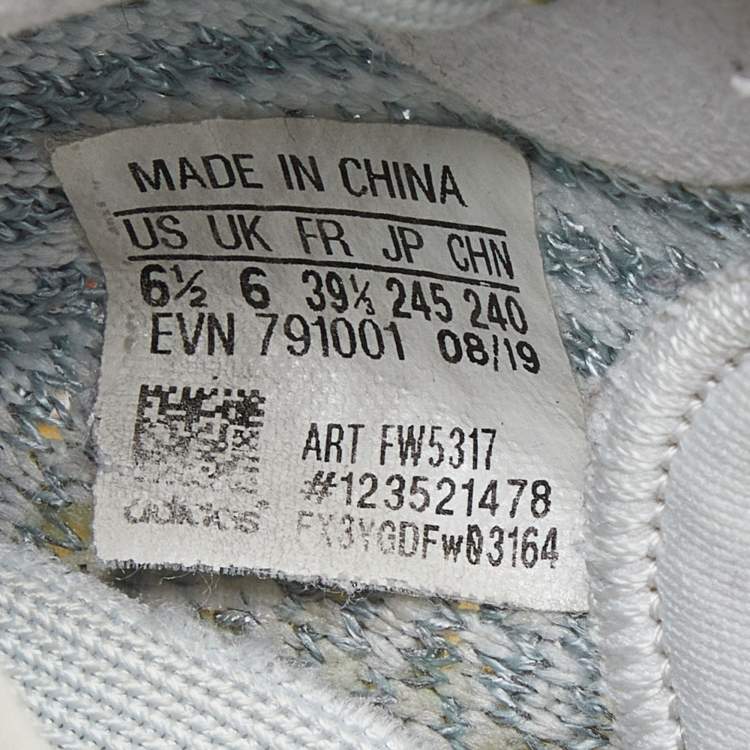 MADE IN CHINA
US UK FR JP CHN
6½ 6 39⅓ 245 240
EVN 791001 08/19
ART FW5317
#123521478
adidas
FX3YGDFw03164